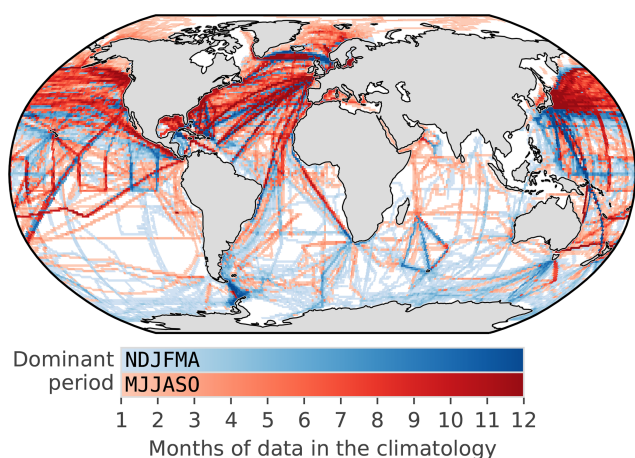 Dominant
period
NDJFMA
MJJASO
1 2 3 4 5 6 7 8 9 10 11 12
Months of data in the climatology